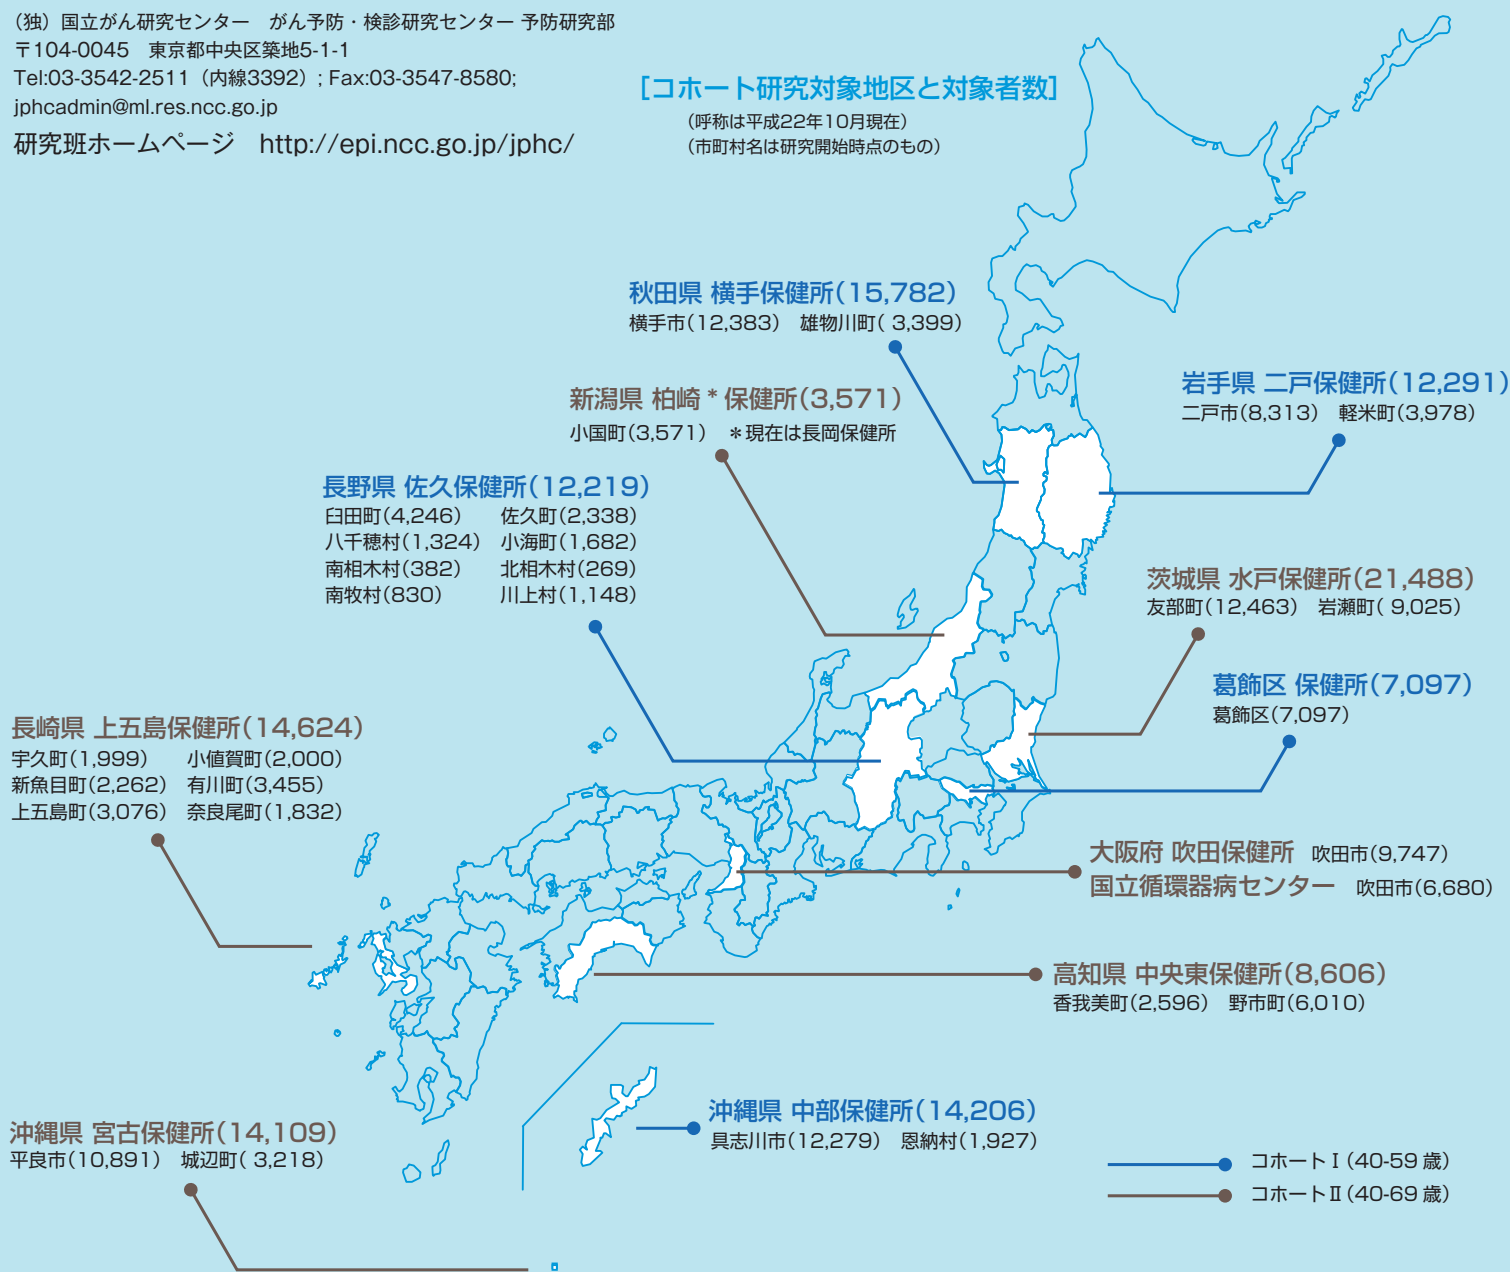 （独）国立がん研究センター　がん予防・検診研究センター 予防研究部
〒104-0045　東京都中央区築地5-1-1
Tel:03-3542-2511（内線3392）; Fax:03-3547-8580;
jphcadmin@ml.res.ncc.go.jp
研究班ホームページ　http://epi.ncc.go.jp/jphc/
［コホート研究対象地区と対象者数］
（呼称は平成22年10月現在）
（市町村名は研究開始時点のもの）
秋田県 横手保健所(15,782)
横手市(12,383)　雄物川町( 3,399)
岩手県 二戸保健所(12,291)
二戸市(8,313)　軽米町(3,978)
新潟県 柏崎＊保健所(3,571)
小国町(3,571)　＊現在は長岡保健所
長野県 佐久保健所(12,219)
臼田町(4,246)　佐久町(2,338)
八千穂村(1,324)　小海町(1,682)
南相木村(382)　北相木村(269)
南牧村(830)　川上村(1,148)
茨城県 水戸保健所(21,488)
友部町(12,463)　岩瀬町( 9,025)
葛飾区 保健所(7,097)
葛飾区(7,097)
長崎県 上五島保健所(14,624)
宇久町(1,999)　小値賀町(2,000)
新魚目町(2,262)　有川町(3,455)
上五島町(3,076)　奈良尾町(1,832)
大阪府 吹田保健所　吹田市(9,747)
国立循環器病センター　吹田市(6,680)
高知県 中央東保健所(8,606)
香我美町(2,596)　野市町(6,010)
沖縄県 中部保健所(14,206)
具志川市(12,279)　恩納村(1,927)
沖縄県 宮古保健所(14,109)
平良市(10,891)　城辺町( 3,218)
コホートⅠ(40-59 歳)
コホートⅡ(40-69 歳)